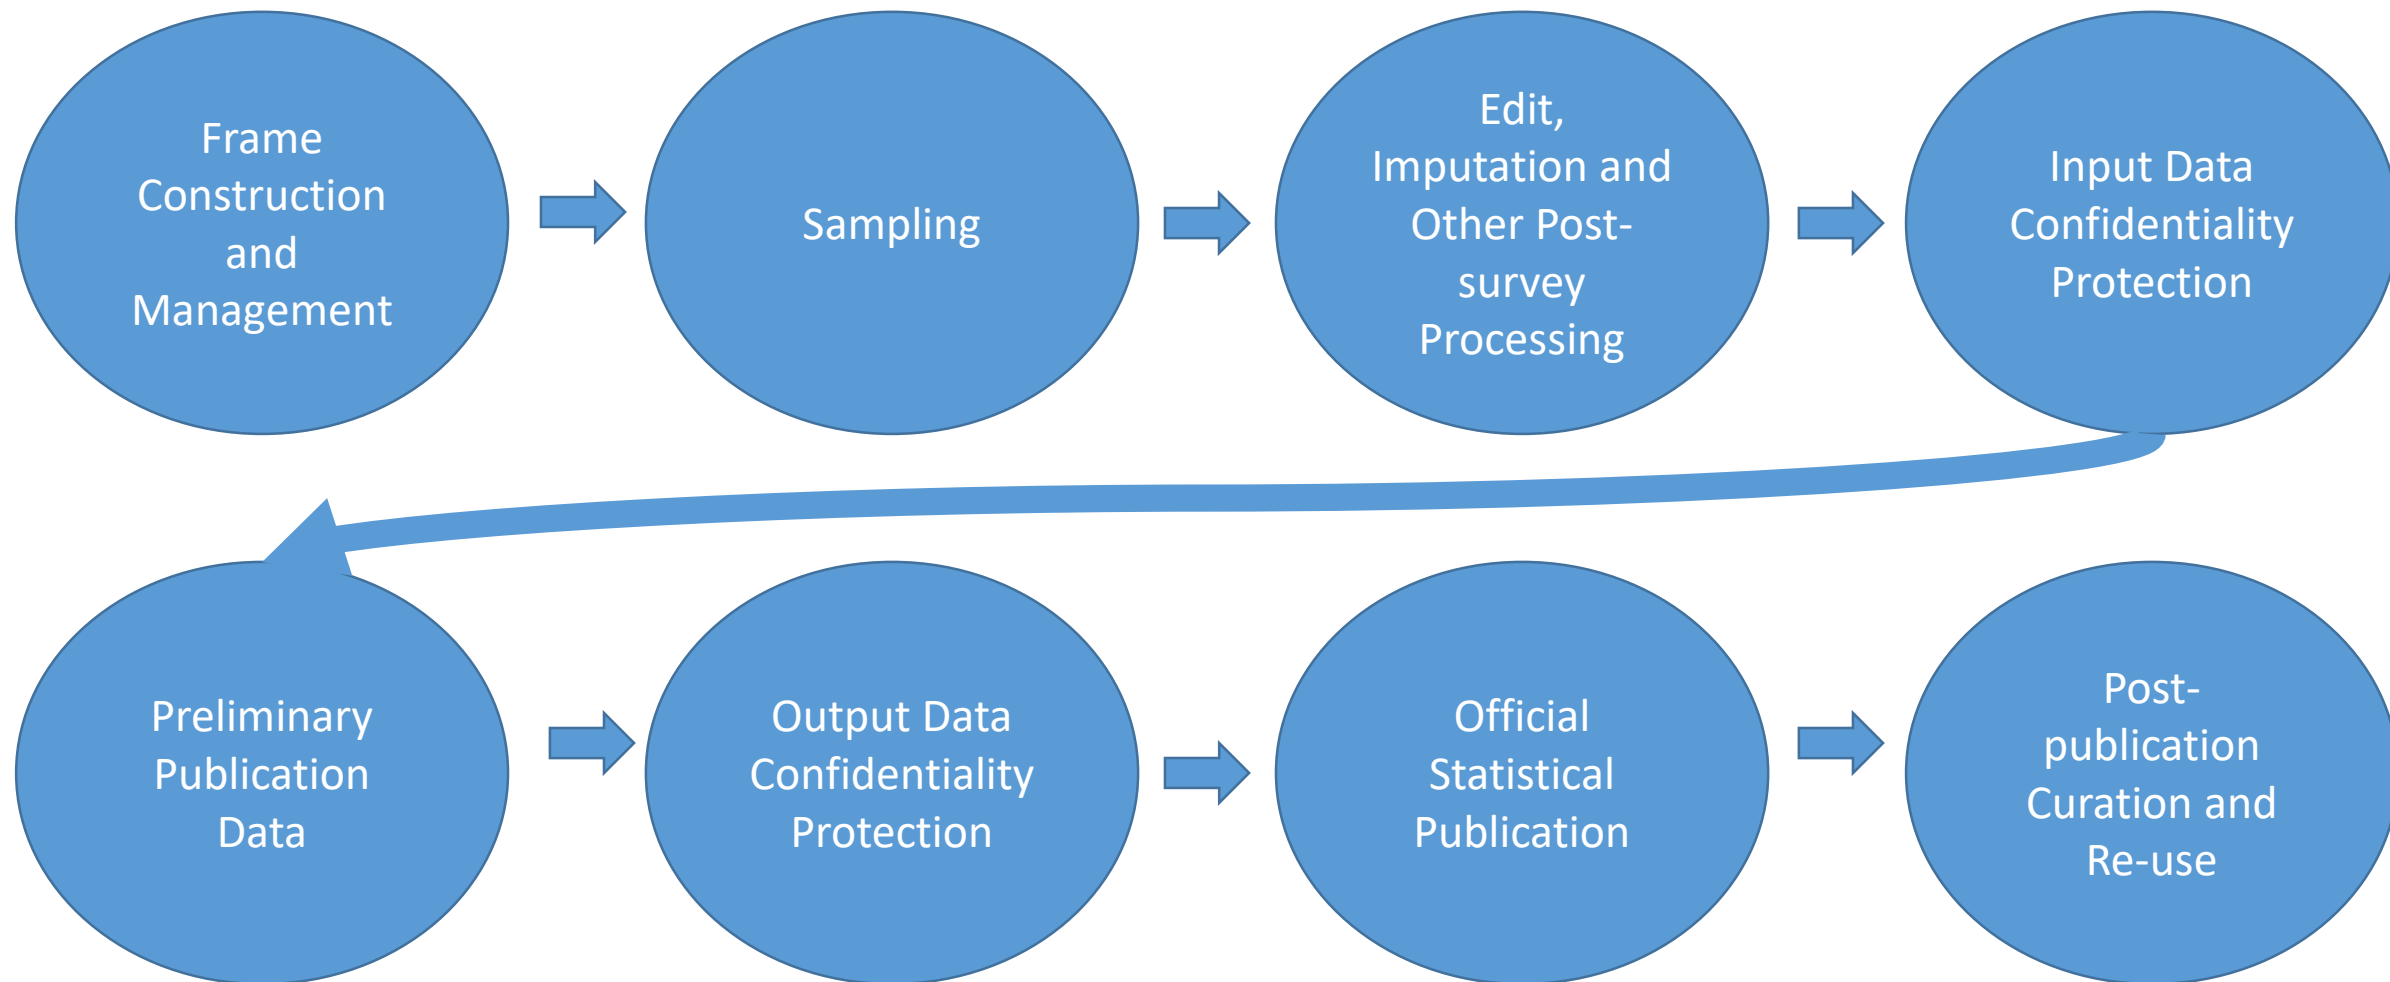 Frame
Construction
and
Management
Sampling
Edit,
Imputation and
Other Post-
survey
Processing
Input Data
Confidentiality
Protection
Preliminary
Publication
Data
Output Data
Confidentiality
Protection
Official
Statistical
Publication
Post-
publication
Curation and
Re-use